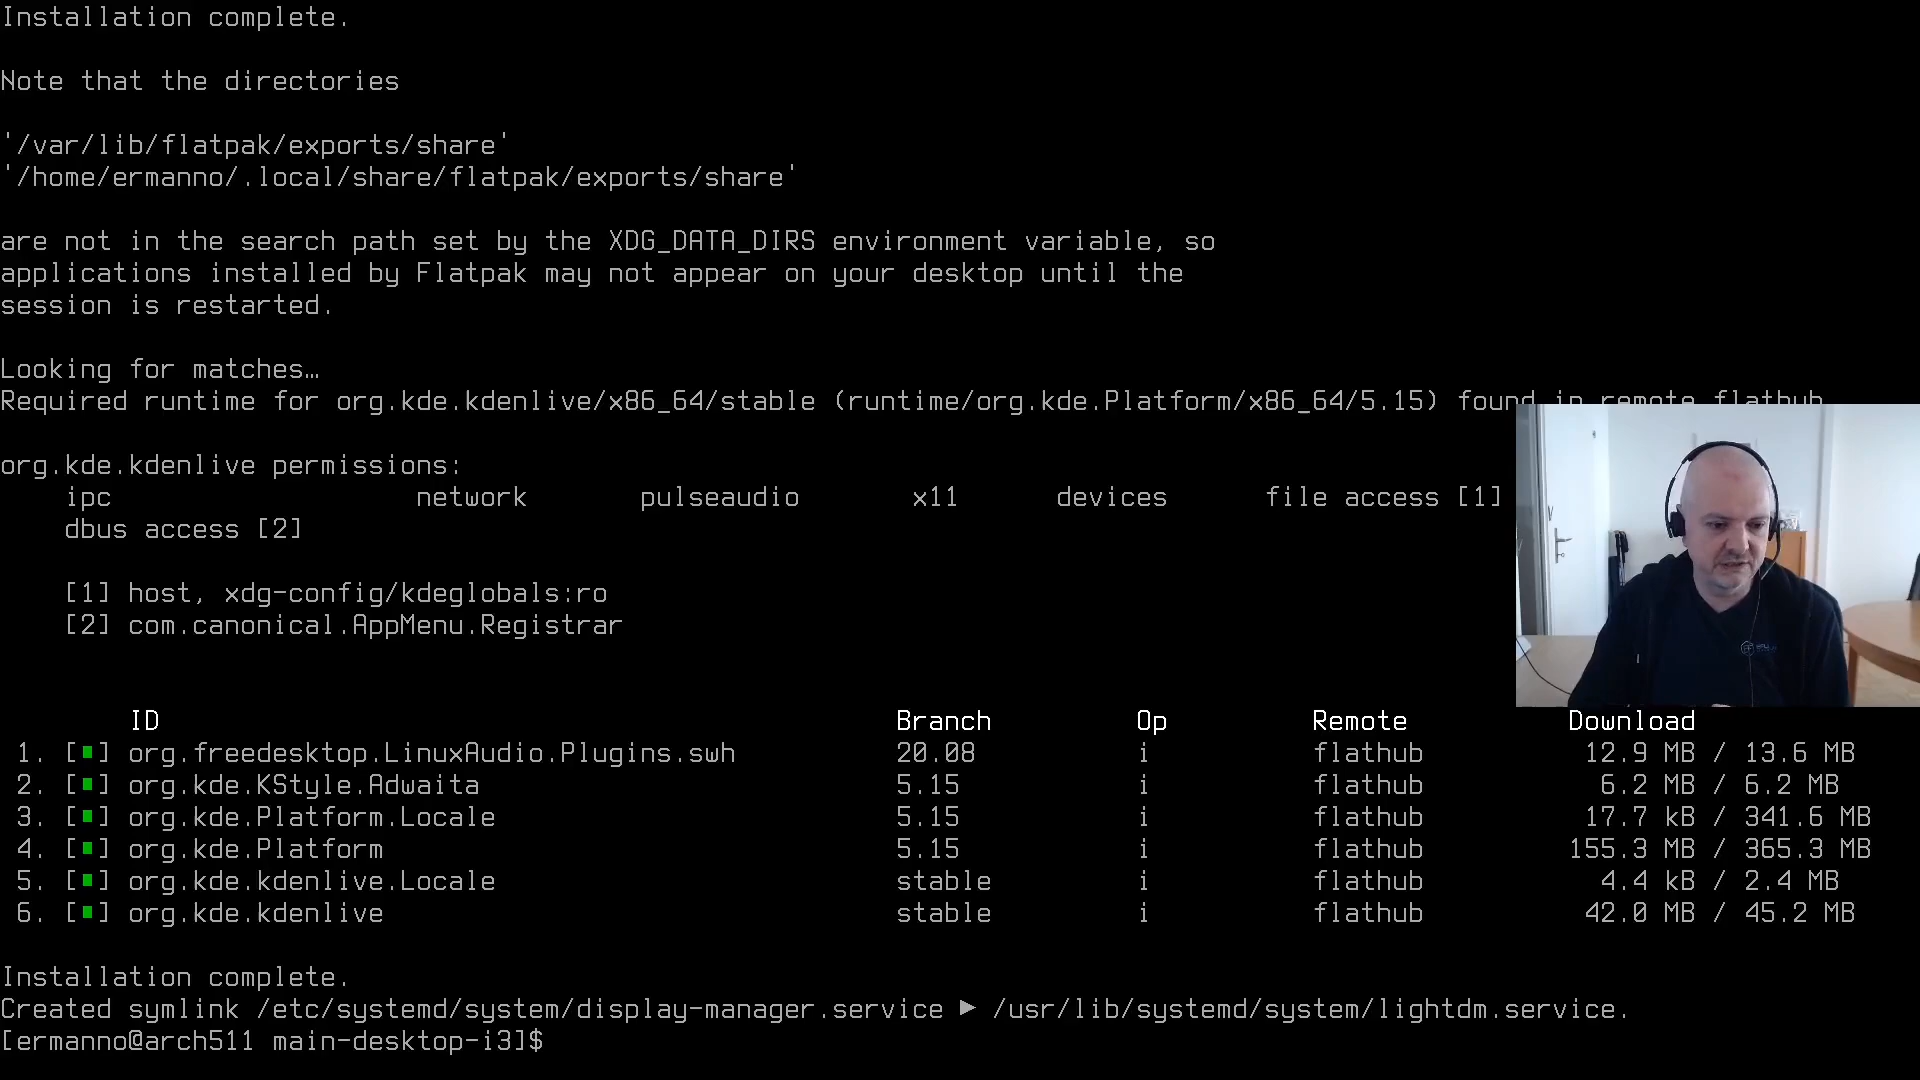 Installation complete.
Note that the directories
'/var/lib/flatpak/exports/share'
'/home/ermanno/.local/share/flatpak/exports/share'
are not in the search path set by the XDG_DATA_DIRS environment variable, so
applications installed by Flatpak may not appear on your desktop until the
session is restarted.
Looking for matches…
Required runtime for org.kde.kdenlive/x86_64/stable (runtime/org.kde.Platform/x86_64/5.15) found in remote flathub
org.kde.kdenlive permissions:
ipc network pulseaudio x11 devices file access [1]
dbus access [2]
[1] host, xdg-config/kdeglobals:ro
[2] com.canonical.AppMenu.Registrar
ID Branch Op Remote Download
1. [▪] org.freedesktop.LinuxAudio.Plugins.swh 20.08 i flathub 12.9 MB / 13.6 MB
2. [▪] org.kde.KStyle.Adwaita 5.15 i flathub 6.2 MB / 6.2 MB
3. [▪] org.kde.Platform.Locale 5.15 i flathub 17.7 kB / 341.6 MB
4. [▪] org.kde.Platform 5.15 i flathub 155.3 MB / 365.3 MB
5. [▪] org.kde.kdenlive.Locale stable i flathub 4.4 kB / 2.4 MB
6. [▪] org.kde.kdenlive stable i flathub 42.0 MB / 45.2 MB
Installation complete.
Created symlink /etc/systemd/system/display-manager.service ► /usr/lib/systemd/system/lightdm.service.
[ermanno@arch511 main-desktop-i3]$